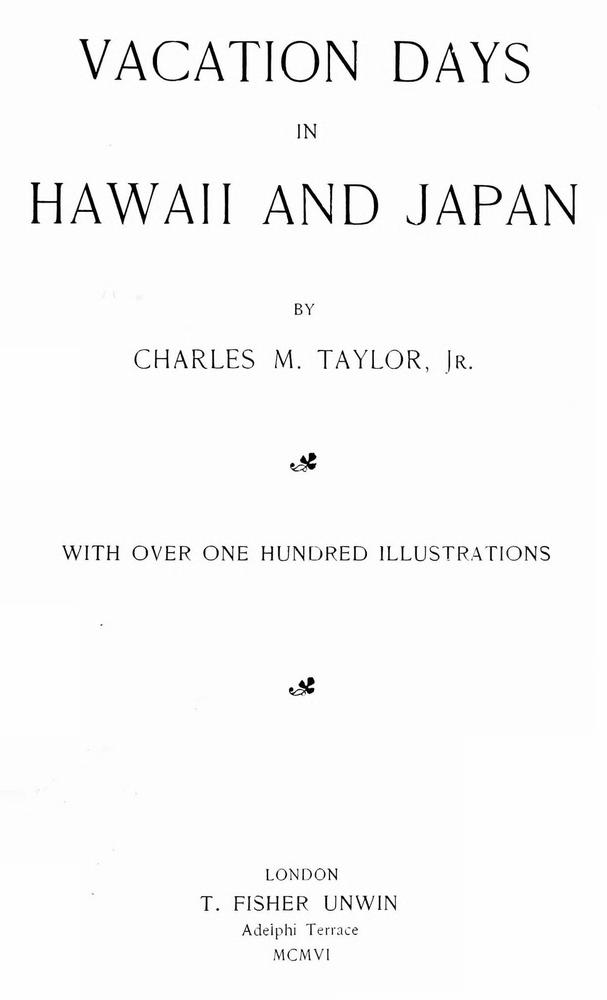 VACATION DAYS
IN
HAWAII AND JAPAN
BY
CHARLES M. TAYLOR, JR.
WITH OVER ONE HUNDRED ILLUSTRATIONS
LONDON
T. FISHER UNWIN
Adelphi Terrace
MCMVI